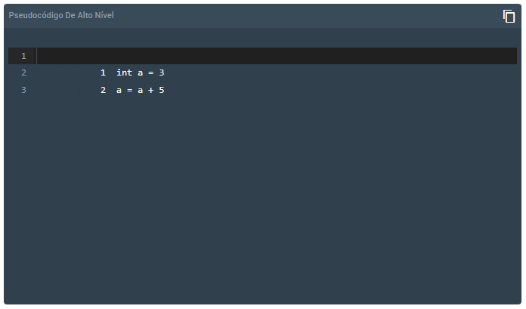 Pseudocódigo De Alto Nível
1
2 1 int a = 3
3 2 a = a + 5